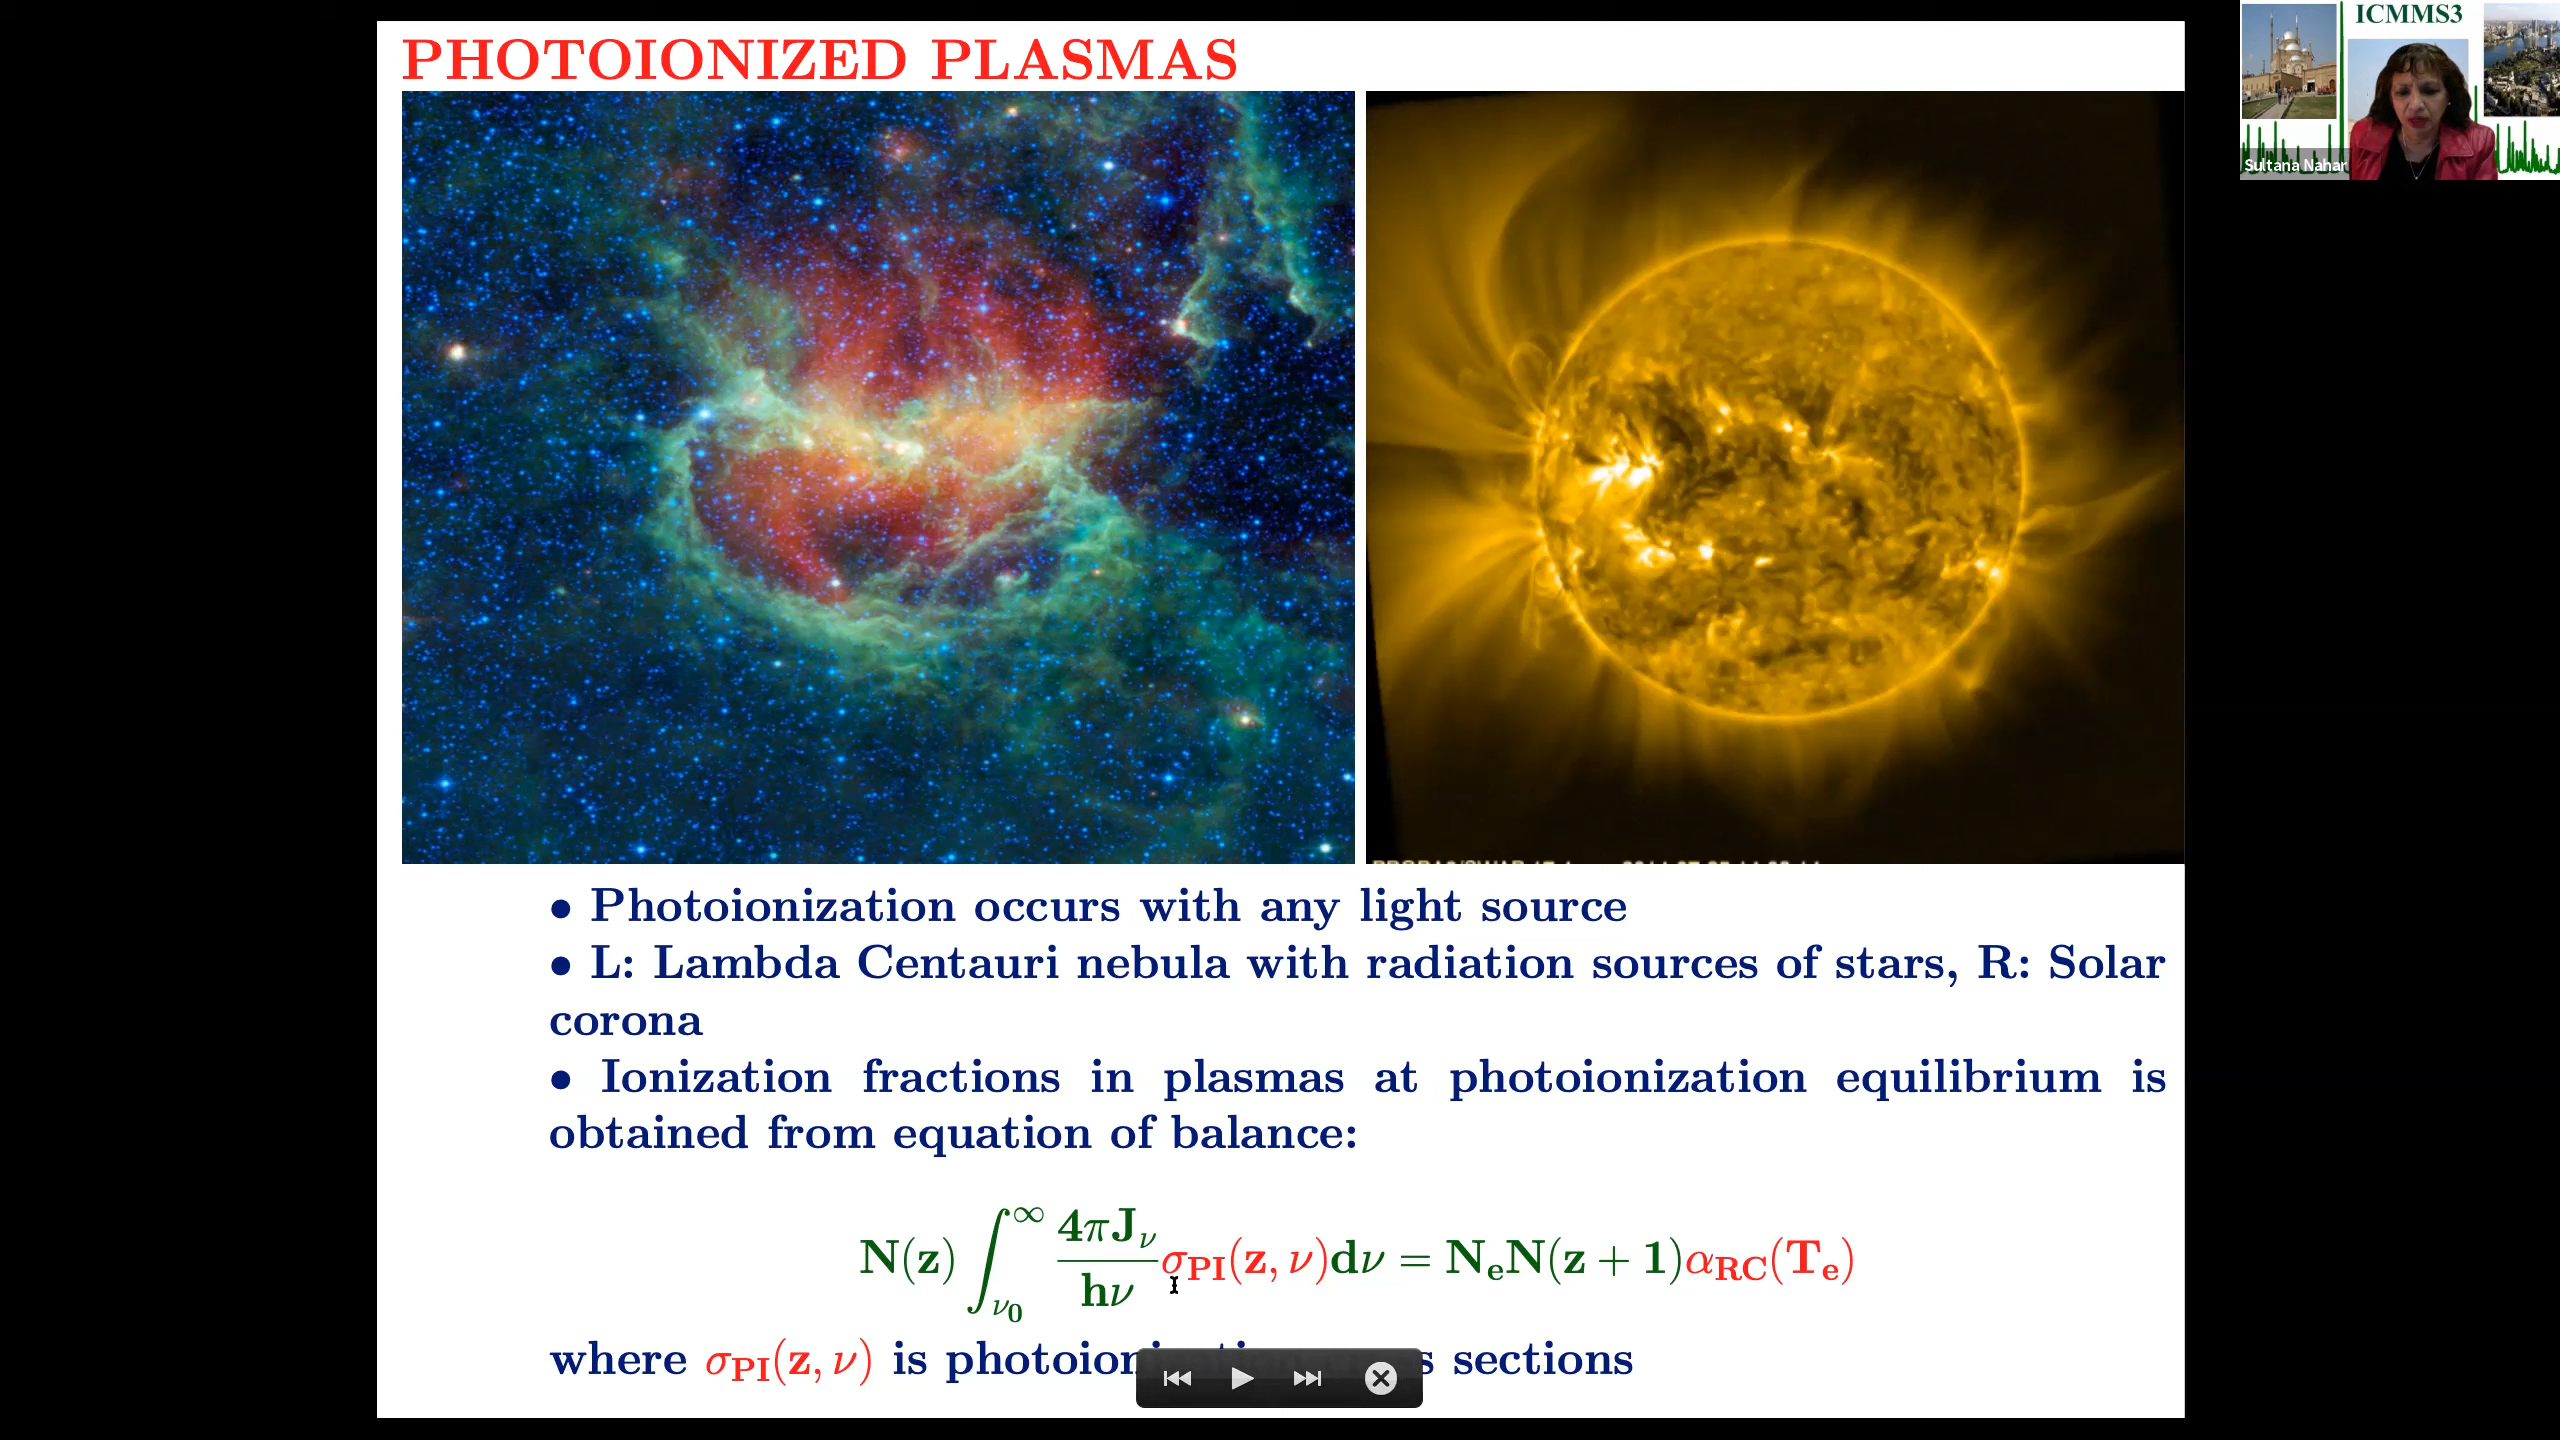 PHOTOIONIZED PLASMAS
ICMMS3
Sultana Nahar
• Photoionization occurs with any light source
• L: Lambda Centauri nebula with radiation sources of stars, R: Solar
corona
• Ionization fractions in plasmas at photoionization equilibrium is
obtained from equation of balance:
N(z) ∫_{ν₀}^{∞} 4πJ_ν / hν σ_PI(z, ν)dν = N_e N(z + 1)α_RC(T_e)
where σ_PI(z, ν) is sections